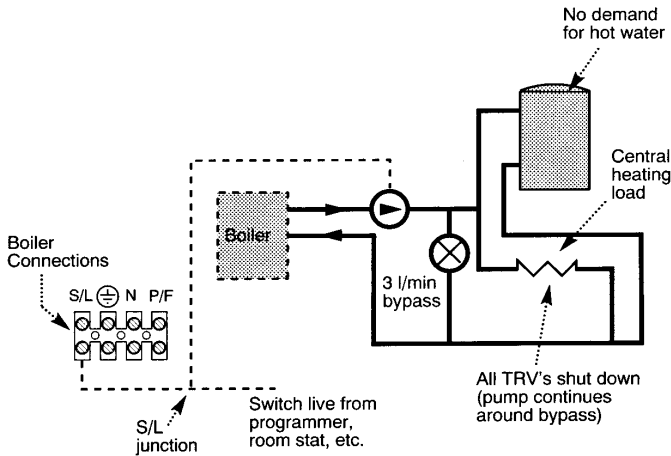 No demand
for hot water
Central
heating
load
Boiler
Boiler
Connections
3 l/min
bypass
S/L ⏚ N P/F
All TRV's shut down
(pump continues
around bypass)
Switch live from
programmer,
room stat, etc.
S/L
junction